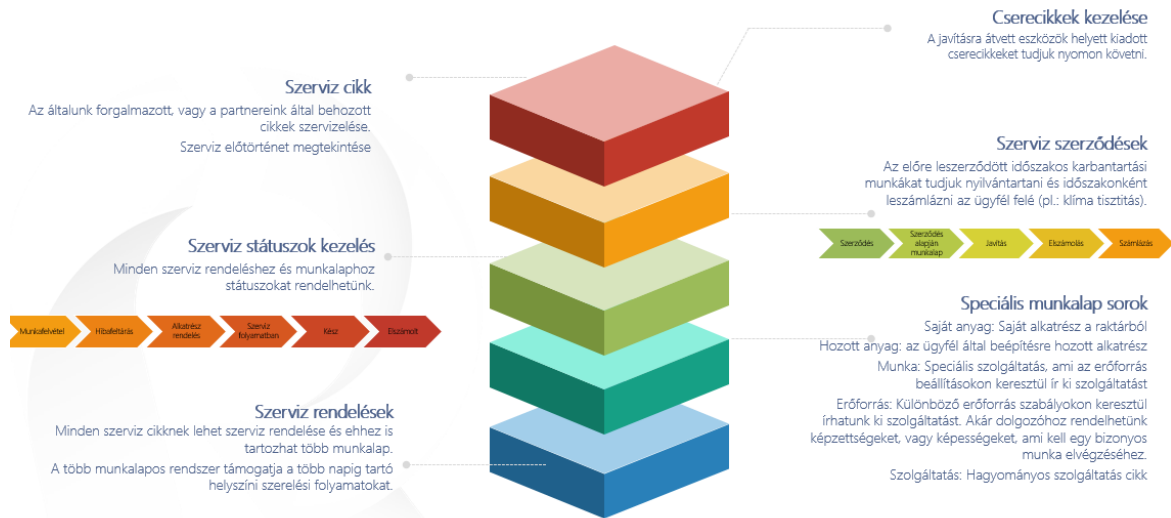 Szerviz cikk
Az általunk forgalmazott, vagy a partnereink által behozott
cikkek szervizelése.
Szerviz előtörténet megtekintése
Szerviz státuszok kezelés
Minden szerviz rendeléshez és munkalaphoz
státuszokat rendelhetünk.
Munkafelvétel
Hibafeltárás
Alkatrész
rendelés
Szerviz
folyamatban
Kész
Elszámolt
Szerviz rendelések
Minden szerviz cikknek lehet szerviz rendelése és ehhez is
tartozhat több munkalap.
A több munkalapos rendszer támogatja a több napig tartó
helyszíni szerelési folyamatokat.
Cserecikkek kezelése
A javításra átvett eszközök helyett kiadott
cserecikkeket tudjuk nyomon követni.
Szerviz szerződések
Az előre leszerződött időszakos karbantartási
munkákat tudjuk nyilvántartani és időszakonként
leszámlázni az ügyfél felé (pl.: klíma tisztitás).
Szerződés
Szerződés
alapján
munkalap
Javítás
Elszámolás
Számlázás
Speciális munkalap sorok
Saját anyag: Saját alkatrész a raktárból
Hozott anyag: az ügyfél által beépítésre hozott alkatrész
Munka: Speciális szolgáltatás, ami az erőforrás
beállításokon keresztül ír ki szolgáltatást
Erőforrás: Különböző erőforrás szabályokon keresztül
írhatunk ki szolgáltatást. Akár dolgozóhoz rendelhetünk
képzettségeket, vagy képességeket, ami kell egy bizonyos
munka elvégzéséhez.
Szolgáltatás: Hagyományos szolgáltatás cikk